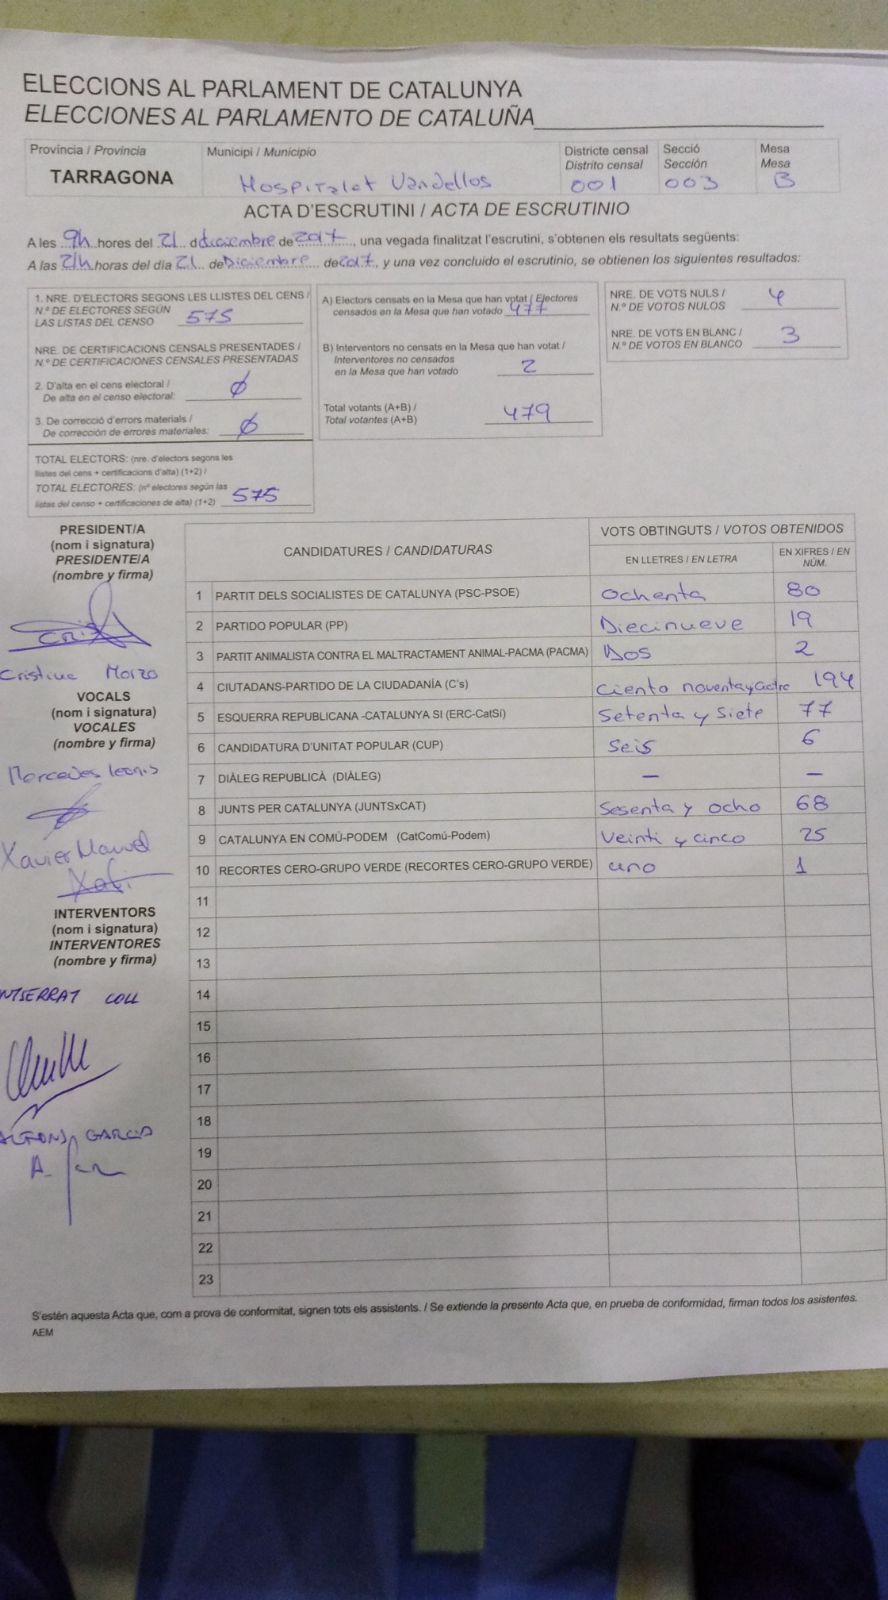 ELECCIONS AL PARLAMENT DE CATALUNYA
ELECCIONES AL PARLAMENTO DE CATALUÑA
Província / Provincia Municipi / Municipio Districte censal Secció Mesa
Distrito censal Sección Mesa
TARRAGONA Hospitalet Vandellos 001 003 B
ACTA D'ESCRUTINI / ACTA DE ESCRUTINIO
A les 9h hores del 21 d diciembre de 2017, una vegada finalitzat l'escrutini, s'obtenen els resultats següents:
A las 21h horas del día 21 de Diciembre de 2017, y una vez concluido el escrutinio, se obtienen los siguientes resultados:
1. NRE. D'ELECTORS SEGONS LES LLISTES DEL CENS /
N.º DE ELECTORES SEGÚN
LAS LISTAS DEL CENSO 575
NRE. DE CERTIFICACIONS CENSALS PRESENTADES /
N.º DE CERTIFICACIONES CENSALES PRESENTADAS
2. D'alta en el cens electoral /
De alta en el censo electoral: Ø
3. De correcció d'errors materials /
De corrección de errores materiales: Ø
TOTAL ELECTORS: (nre. d'electors segons les
llistes del cens + certificacions d'alta) (1+2) /
TOTAL ELECTORES: (nº electores según las
listas del censo + certificaciones de alta) (1+2) 575
A) Electors censats en la Mesa que han votat / Electores
censados en la Mesa que han votado 477
B) Interventors no censats en la Mesa que han votat /
Interventores no censados
en la Mesa que han votado 2
Total votants (A+B) /
Total votantes (A+B) 479
NRE. DE VOTS NULS /
N.º DE VOTOS NULOS 4
NRE. DE VOTS EN BLANC /
N.º DE VOTOS EN BLANCO 3
PRESIDENT/A
(nom i signatura)
PRESIDENTE/A
(nombre y firma)
Cristina
VOCALS
(nom i signatura)
VOCALES
(nombre y firma)
Mercedes
Xavier Manuel
Xavi
INTERVENTORS
(nom i signatura)
INTERVENTORES
(nombre y firma)
NTSERRAT COLL
ALFONS GARCIA
CANDIDATURES / CANDIDATURAS VOTS OBTINGUTS / VOTOS OBTENIDOS
EN LLETRES / EN LETRA EN XIFRES / EN NÚM.
1 PARTIT DELS SOCIALISTES DE CATALUNYA (PSC-PSOE) Ochenta 80
2 PARTIDO POPULAR (PP) Diecinueve 19
3 PARTIT ANIMALISTA CONTRA EL MALTRACTAMENT ANIMAL-PACMA (PACMA) Dos 2
4 CIUTADANS-PARTIDO DE LA CIUDADANÍA (C's) Ciento noventa y cuatro 194
5 ESQUERRA REPUBLICANA -CATALUNYA SI (ERC-CatSí) Setenta y Siete 77
6 CANDIDATURA D'UNITAT POPULAR (CUP) Seis 6
7 DIÀLEG REPUBLICÀ (DIÀLEG) — —
8 JUNTS PER CATALUNYA (JUNTSxCAT) Sesenta y ocho 68
9 CATALUNYA EN COMÚ-PODEM (CatComú-Podem) Veinti y cinco 25
10 RECORTES CERO-GRUPO VERDE (RECORTES CERO-GRUPO VERDE) uno 1
11
12
13
14
15
16
17
18
19
20
21
22
23
S'estén aquesta Acta que, com a prova de conformitat, signen tots els assistents. / Se extiende la presente Acta que, en prueba de conformidad, firman todos los asistentes.
AEM